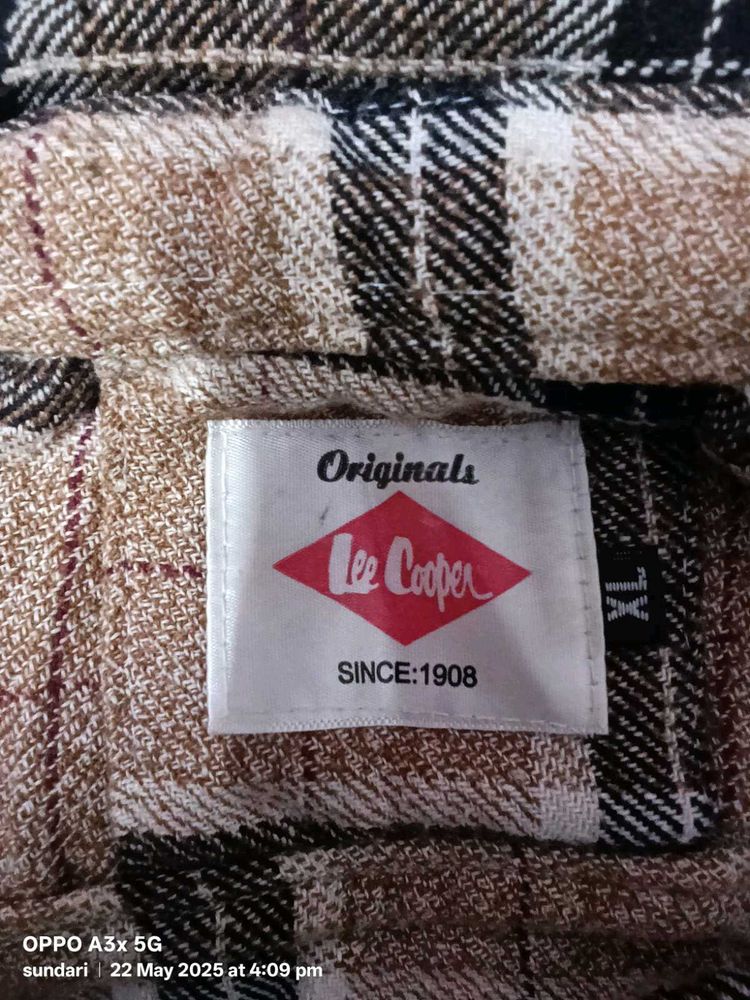 Originals
Lee Cooper
SINCE:1908
XL
OPPO A3x 5G
sundari | 22 May 2025 at 4:09 pm